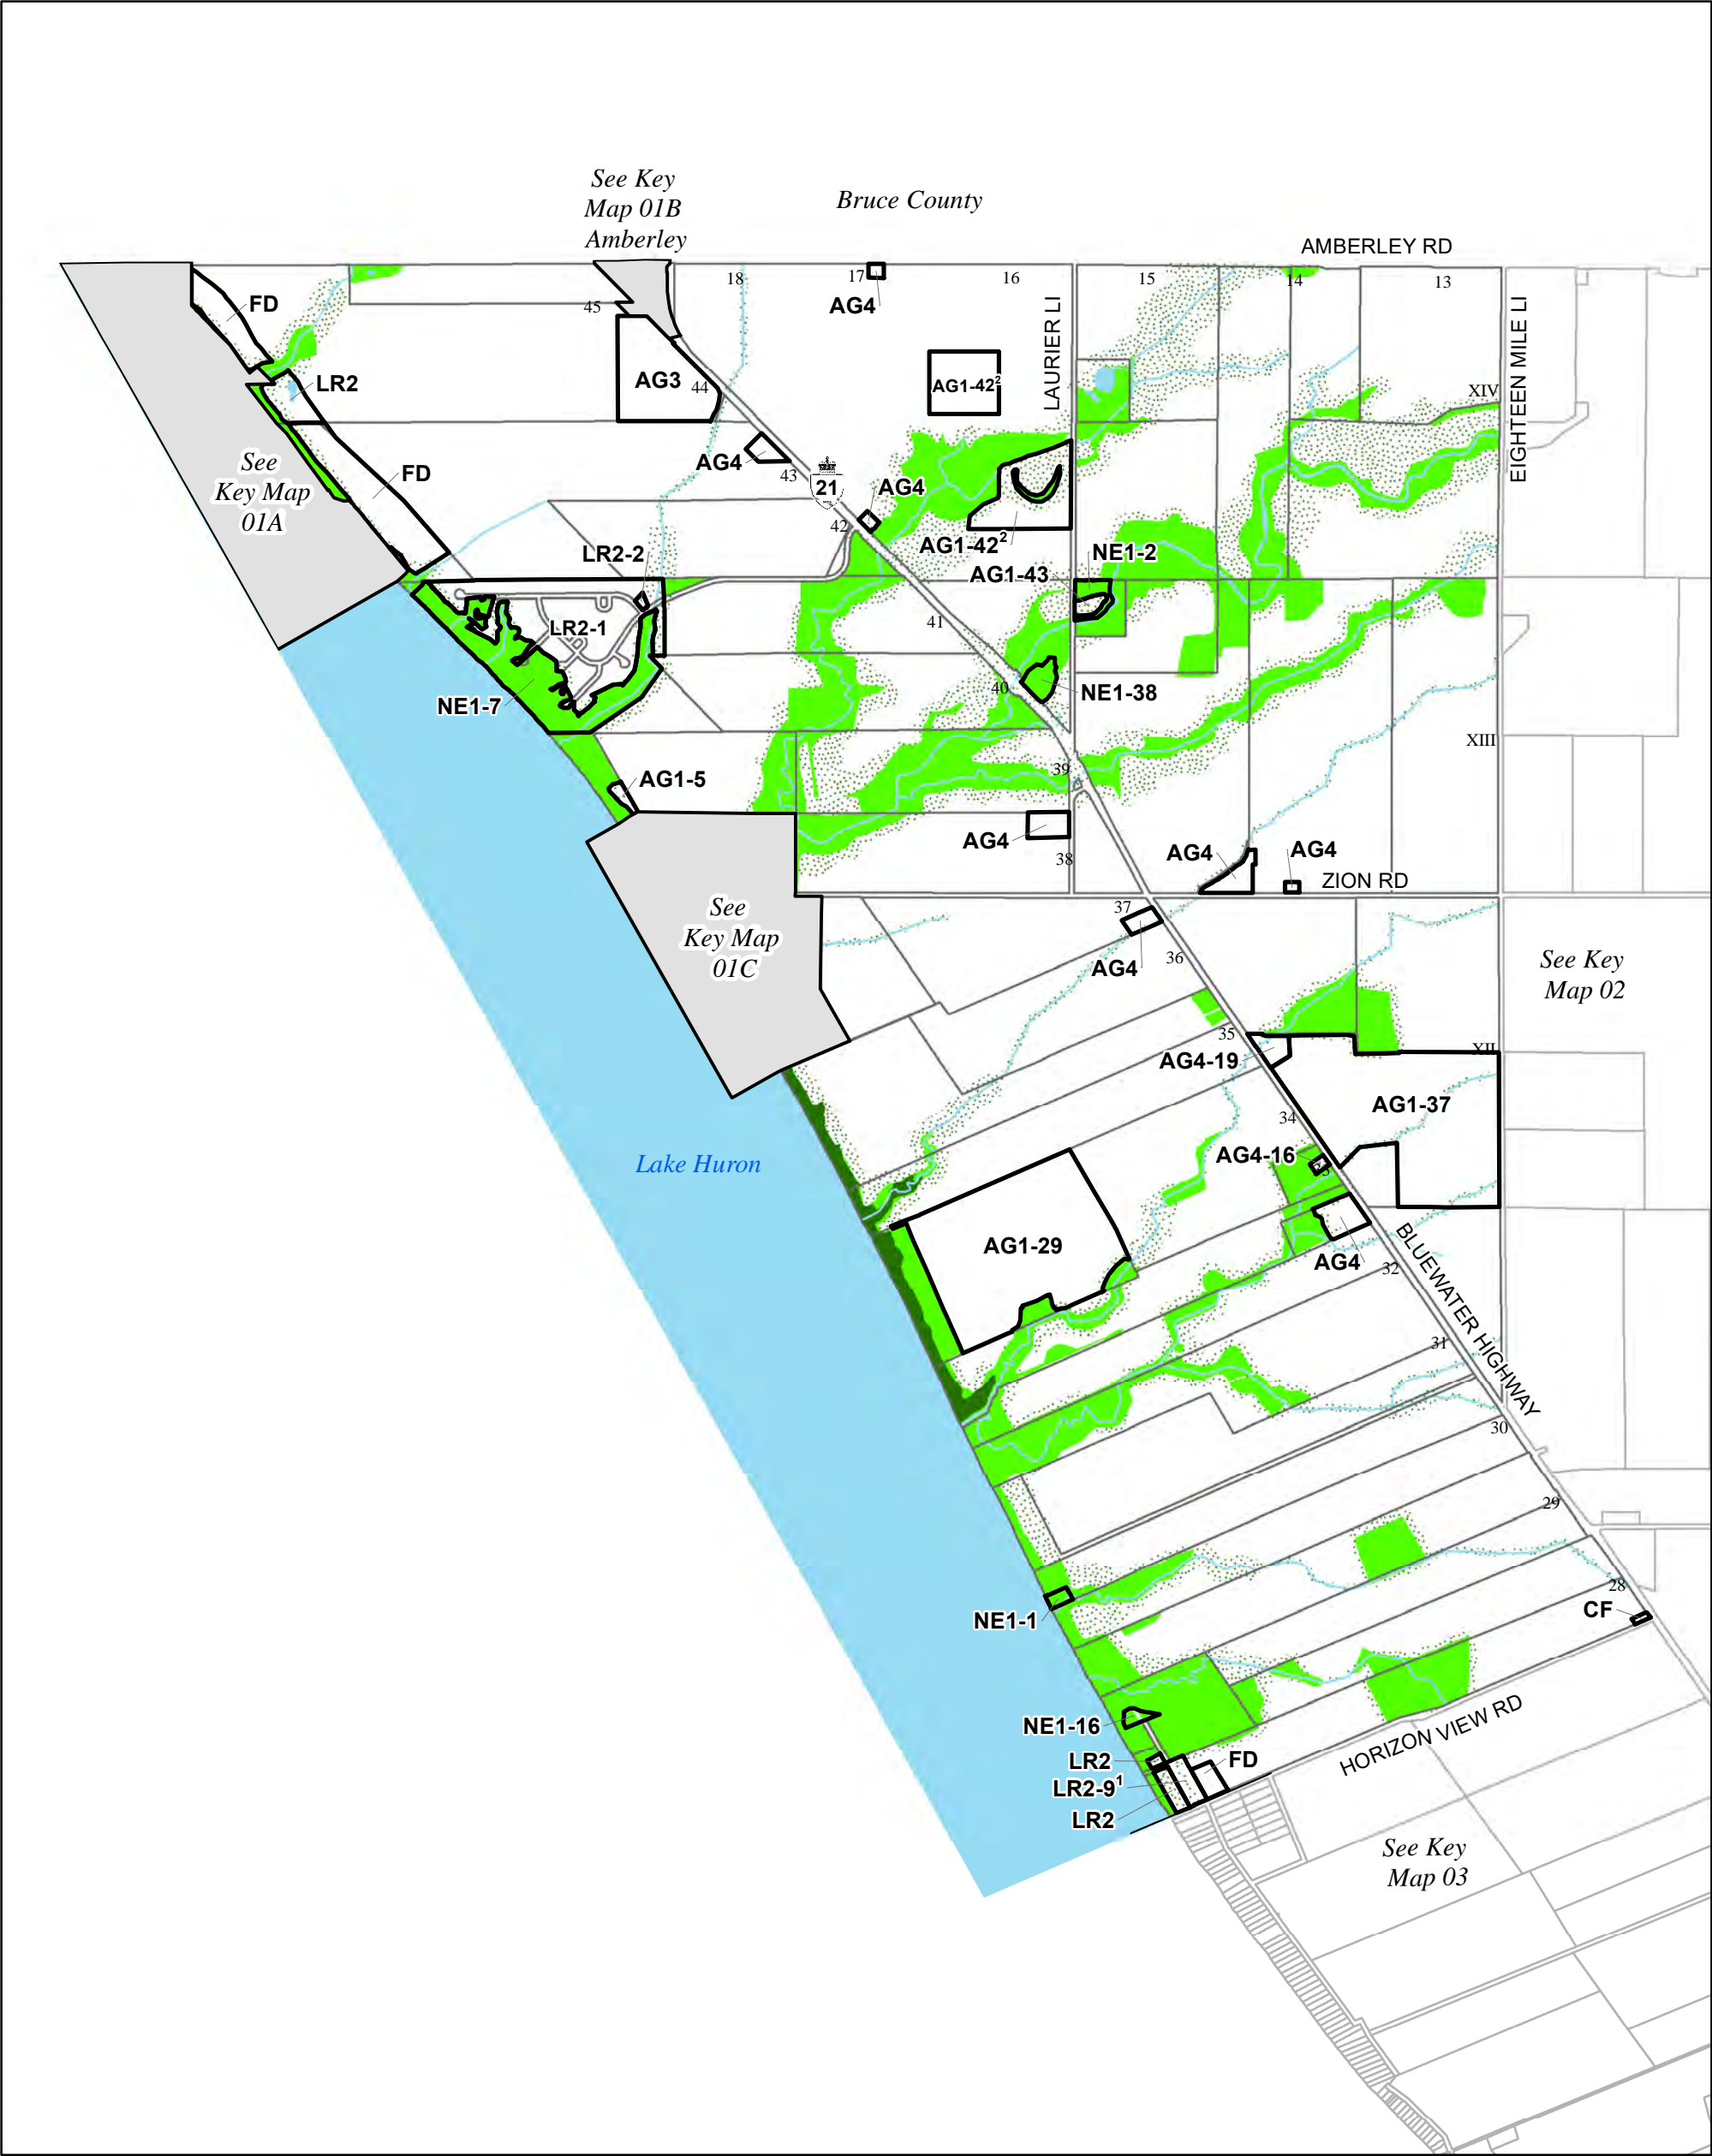 See Key
Map 01B
Amberley
Bruce County
AMBERLEY RD
18
17
16
15
14
13
AG4
FD
45
LAURIER LI
EIGHTEEN MILE LI
LR2
AG3
44
AG1-42²
XIV
See
Key Map
01A
FD
AG4
43
21
AG4
42
AG1-42²
LR2-2
NE1-2
AG1-43
LR2-1
41
NE1-7
40
NE1-38
XIII
39
AG1-5
AG4
38
AG4
AG4
ZION RD
See
Key Map
01C
37
AG4
36
See Key
Map 02
35
AG4-19
XII
AG1-37
34
Lake Huron
AG4-16
AG1-29
AG4
32
BLUEWATER HIGHWAY
31
30
29
28
CF
NE1-1
NE1-16
HORIZON VIEW RD
LR2
FD
LR2-9¹
LR2
See Key
Map 03